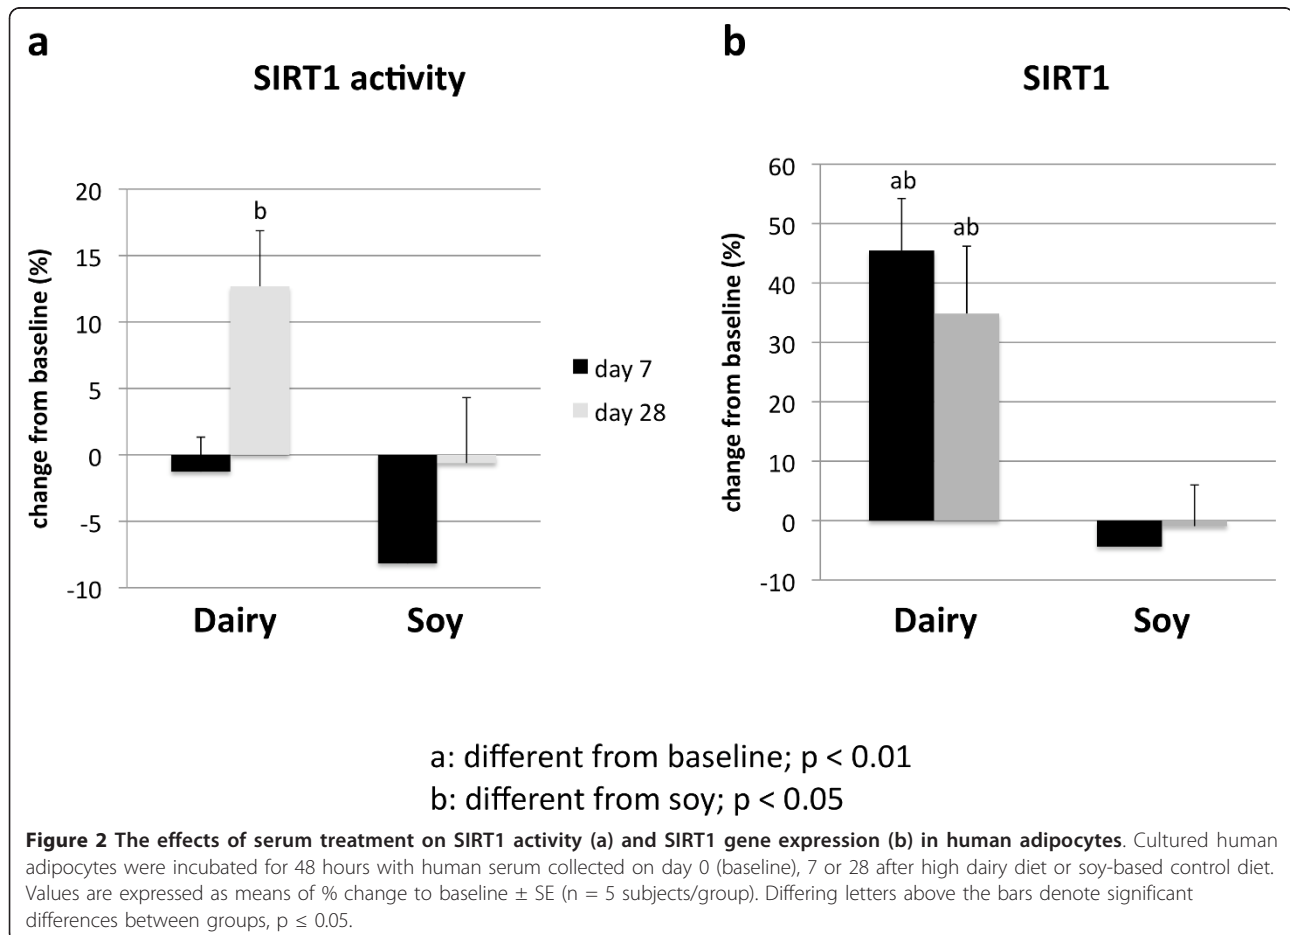 a
SIRT1 activity
20
15
10
5
0
-5
-10
change from baseline (%)
b
Dairy
Soy
day 7
day 28
b
SIRT1
60
50
40
30
20
10
0
-10
change from baseline (%)
ab
ab
Dairy
Soy
a: different from baseline; p < 0.01
b: different from soy; p < 0.05
Figure 2 The effects of serum treatment on SIRT1 activity (a) and SIRT1 gene expression (b) in human adipocytes. Cultured human
adipocytes were incubated for 48 hours with human serum collected on day 0 (baseline), 7 or 28 after high dairy diet or soy-based control diet.
Values are expressed as means of % change to baseline ± SE (n = 5 subjects/group). Differing letters above the bars denote significant
differences between groups, p ≤ 0.05.